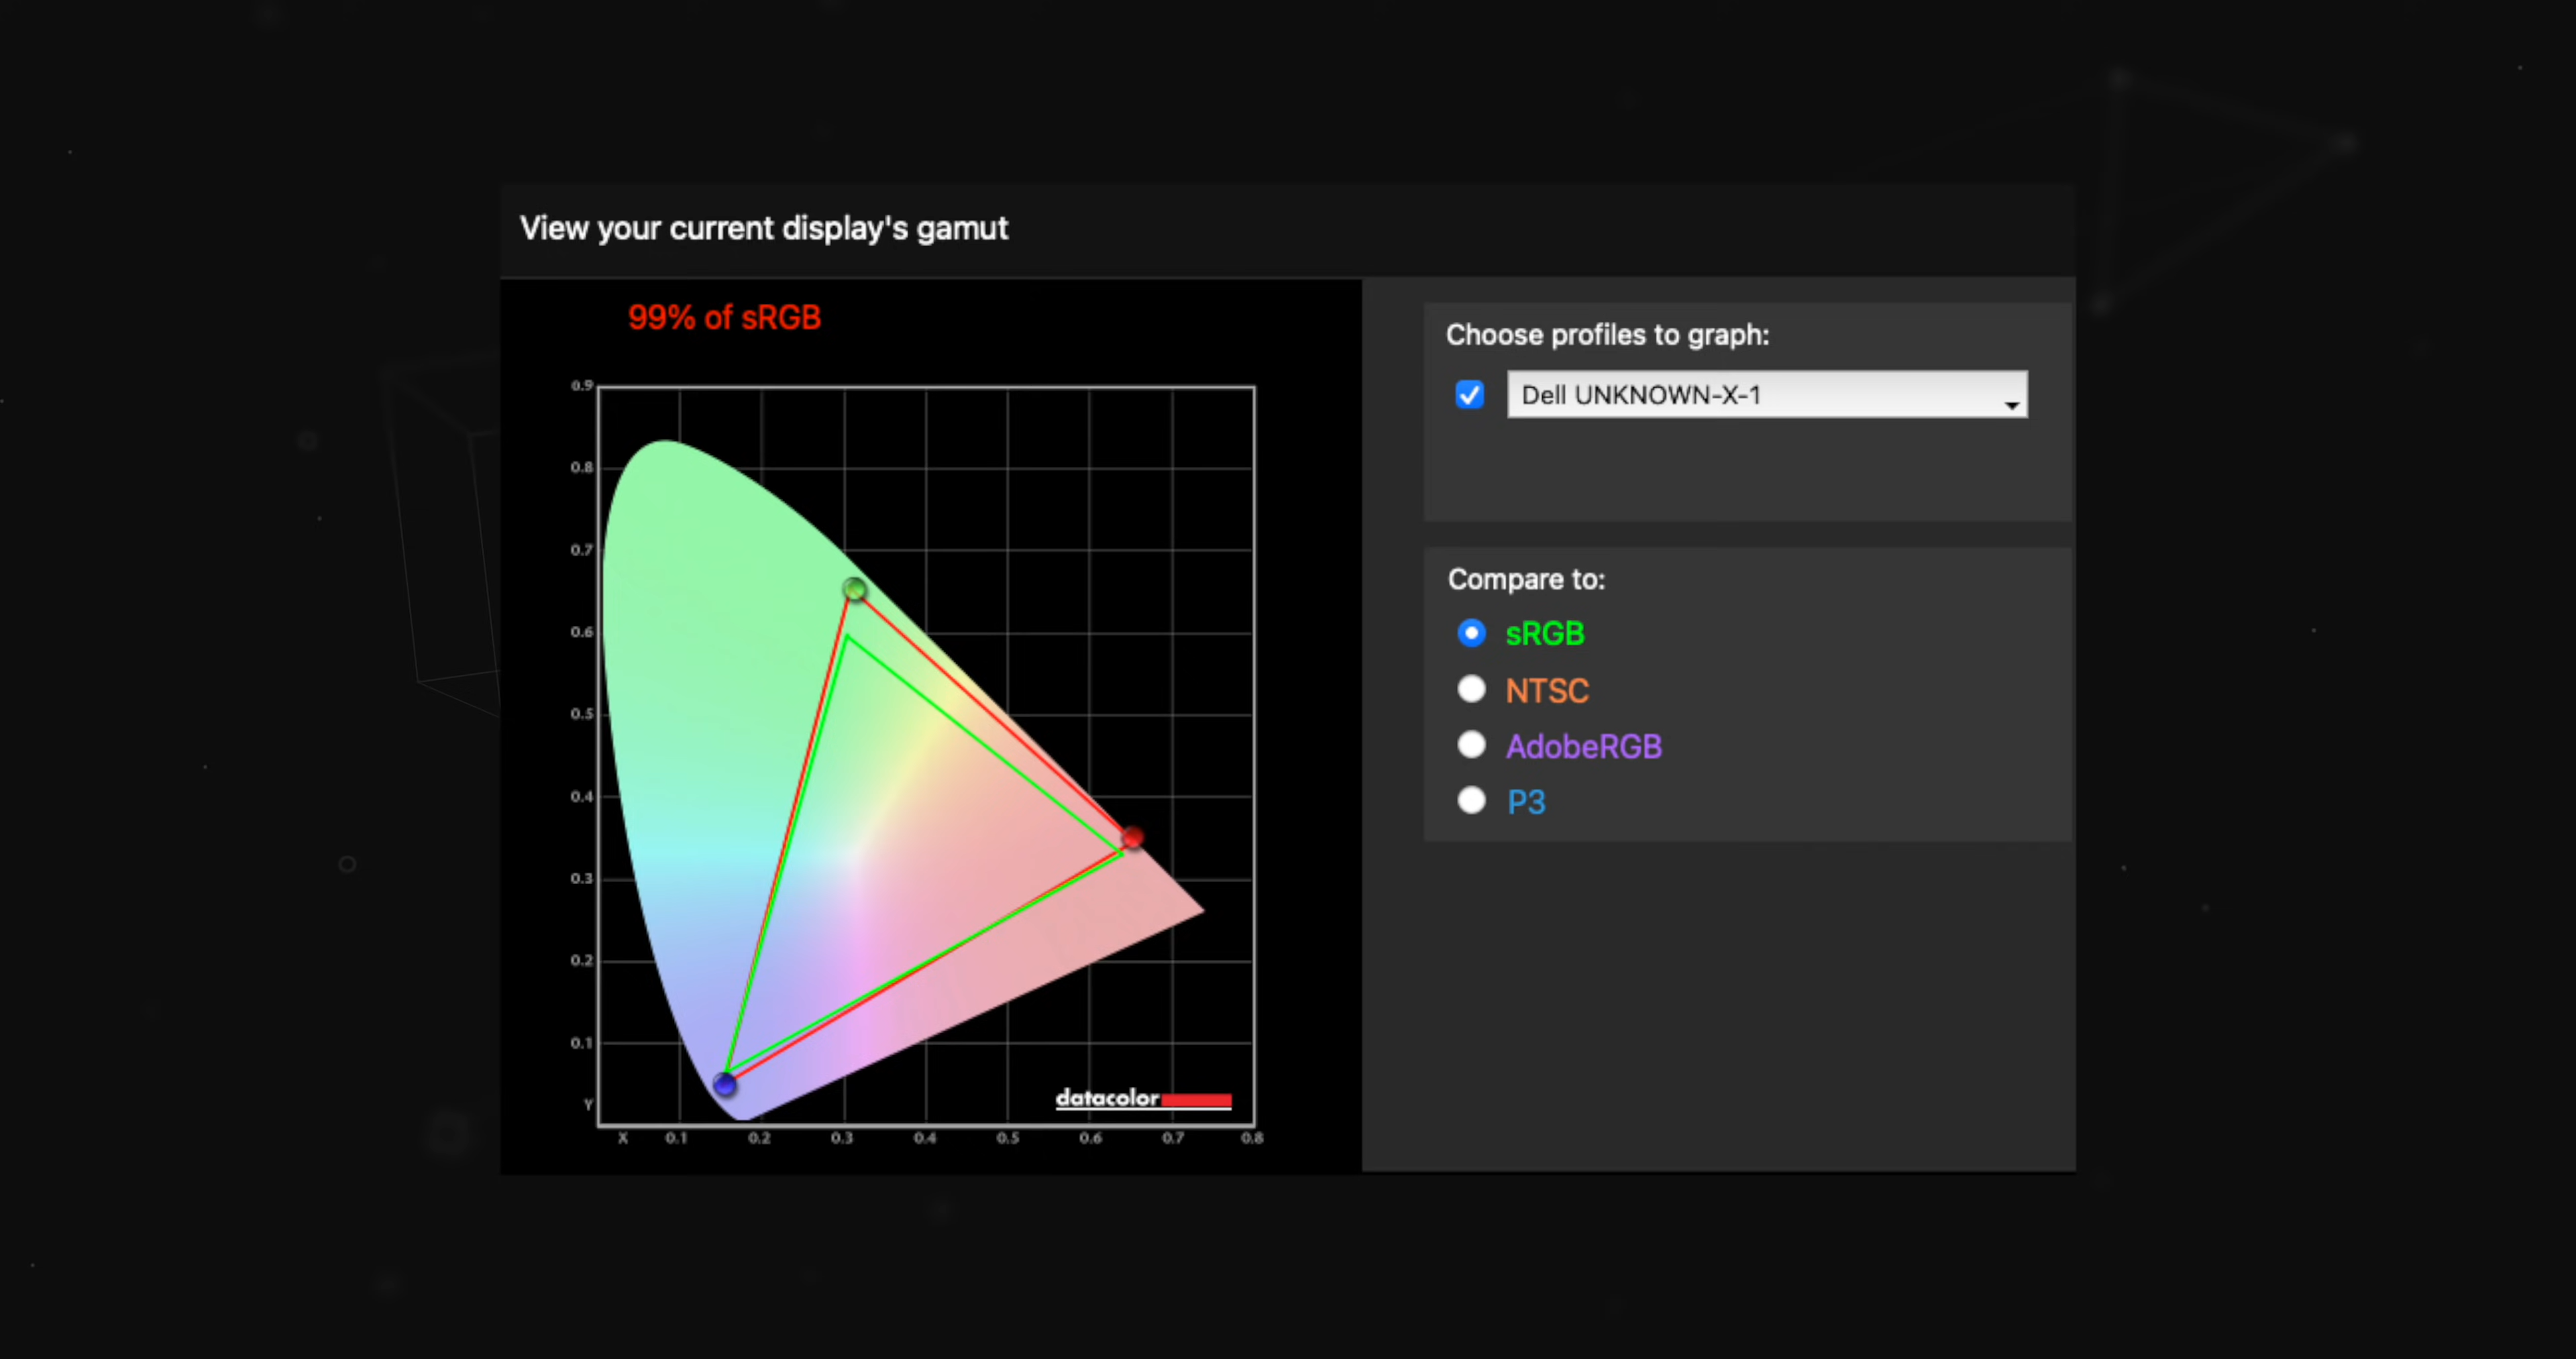 View your current display's gamut
99% of sRGB
0.9
0.8
0.7
0.6
0.5
0.4
0.3
0.2
0.1
Y
X 0.1 0.2 0.3 0.4 0.5 0.6 0.7 0.8
datacolor
Choose profiles to graph:
Dell UNKNOWN-X-1
Compare to:
sRGB
NTSC
AdobeRGB
P3